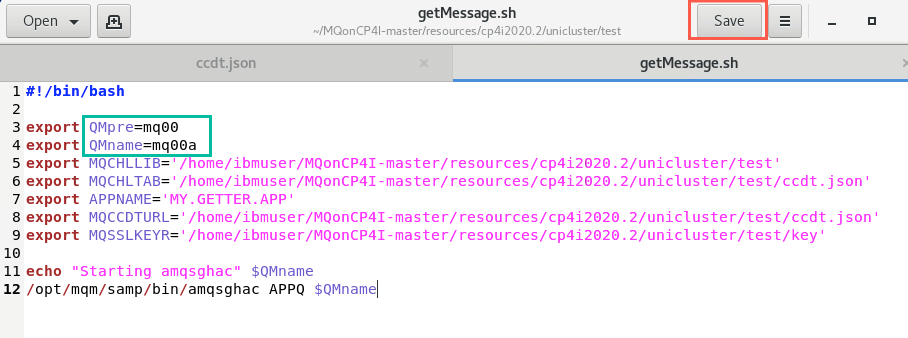 getMessage.sh
Open
Save
~/MQonCP4I-master/resources/cp4i2020.2/unicluster/test
ccdt.json × getMessage.sh ×
1 #!/bin/bash
2
3 export QMpre=mq00
4 export QMname=mq00a
5 export MQCHLLIB='/home/ibmuser/MQonCP4I-master/resources/cp4i2020.2/unicluster/test'
6 export MQCHLTAB='/home/ibmuser/MQonCP4I-master/resources/cp4i2020.2/unicluster/test/ccdt.json'
7 export APPNAME='MY.GETTER.APP'
8 export MQCCDTURL='/home/ibmuser/MQonCP4I-master/resources/cp4i2020.2/unicluster/test/ccdt.json'
9 export MQSSLKEYR='/home/ibmuser/MQonCP4I-master/resources/cp4i2020.2/unicluster/test/key'
10
11 echo "Starting amqsghac" $QMname
12 /opt/mqm/samp/bin/amqsghac APPQ $QMname